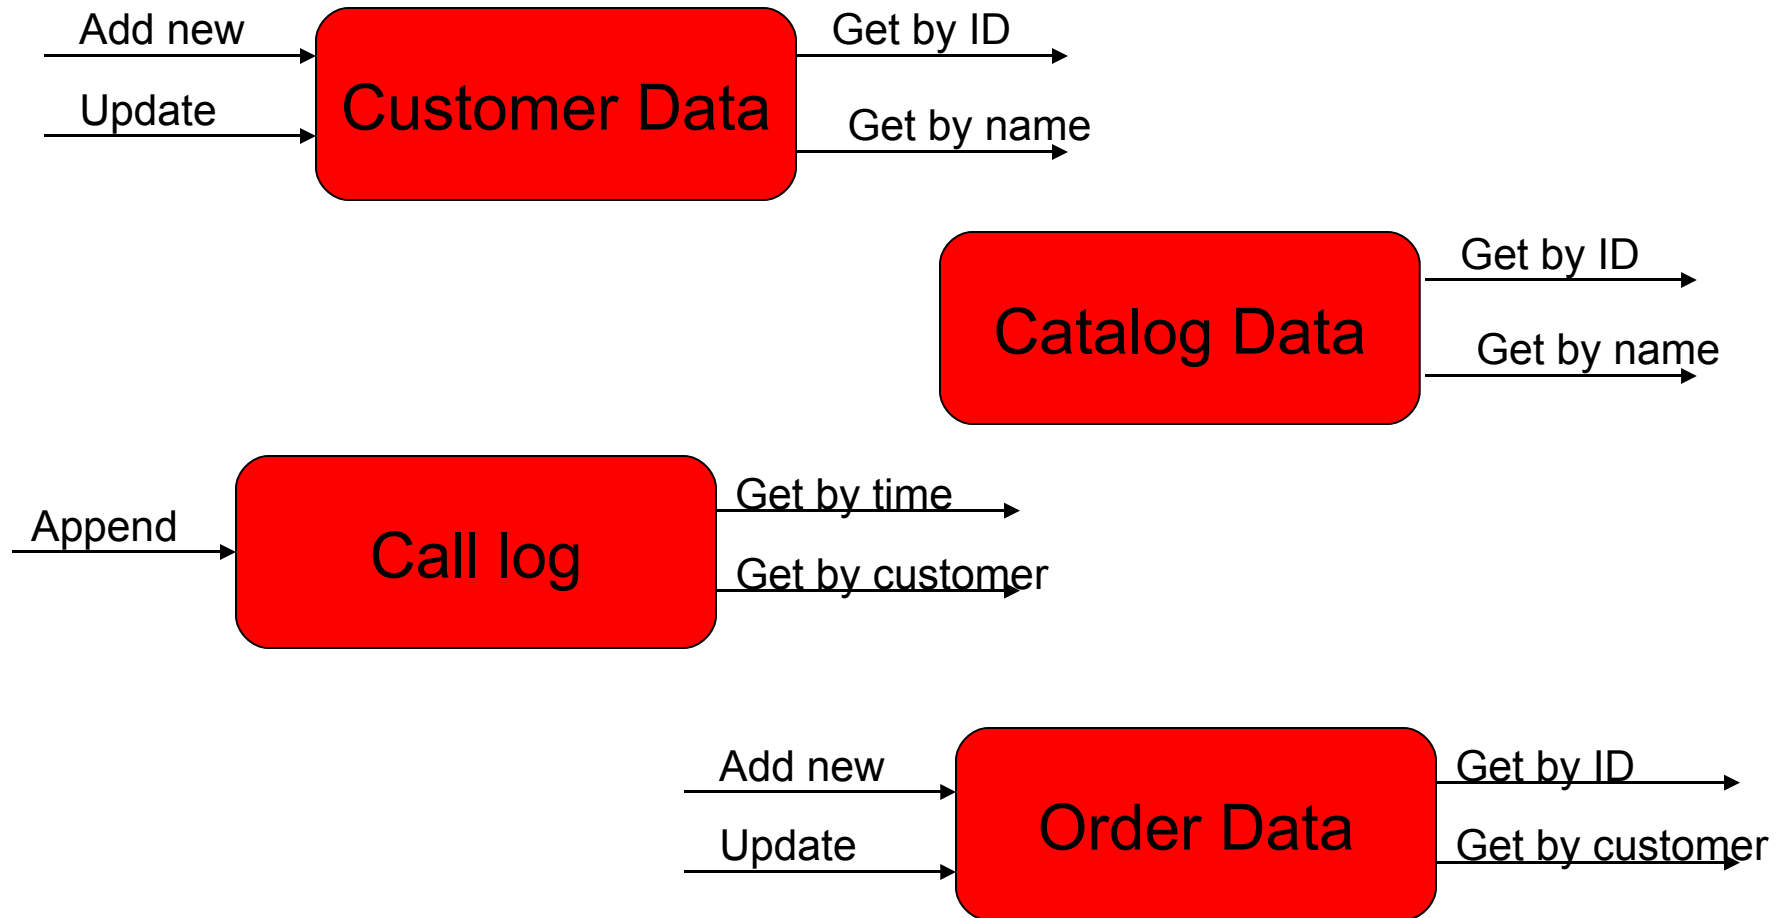 Add new
Get by ID
Update
Customer Data
Get by name
Get by ID
Catalog Data
Get by name
Get by time
Append
Call log
Get by customer
Add new
Get by ID
Order Data
Update
Get by customer